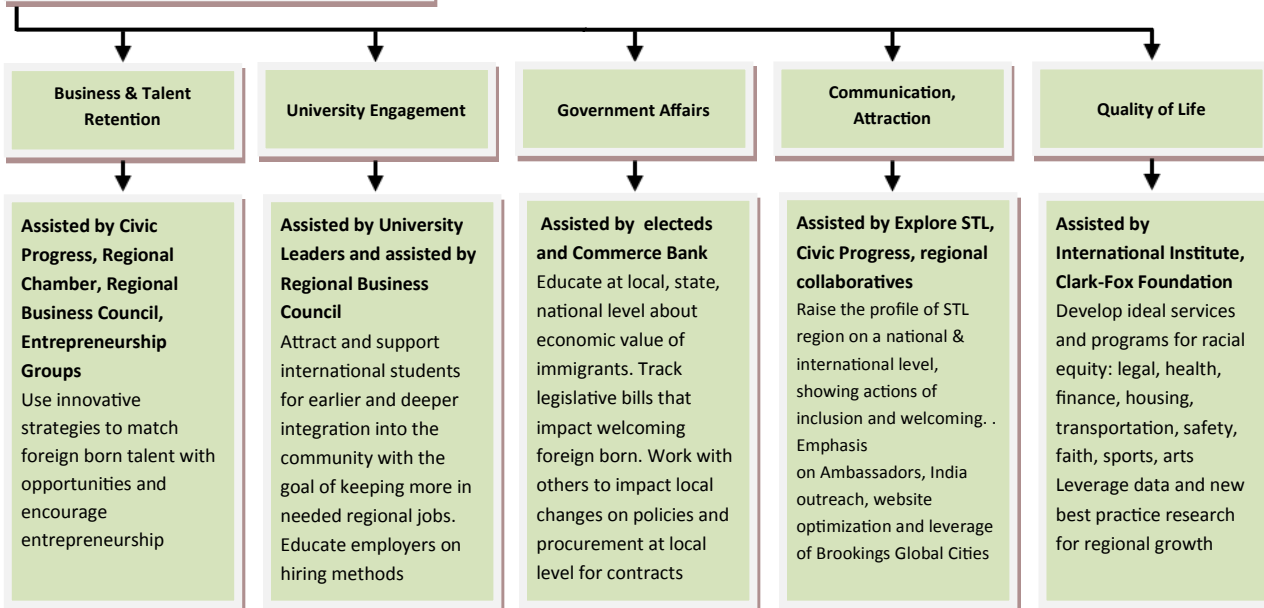 Business & Talent
Retention
University Engagement
Government Affairs
Communication,
Attraction
Quality of Life
Assisted by Civic
Progress, Regional
Chamber, Regional
Business Council,
Entrepreneurship
Groups
Use innovative
strategies to match
foreign born talent with
opportunities and
encourage
entrepreneurship
Assisted by University
Leaders and assisted by
Regional Business
Council
Attract and support
international students
for earlier and deeper
integration into the
community with the
goal of keeping more in
needed regional jobs.
Educate employers on
hiring methods
Assisted by electeds
and Commerce Bank
Educate at local, state,
national level about
economic value of
immigrants. Track
legislative bills that
impact welcoming
foreign born. Work with
others to impact local
changes on policies and
procurement at local
level for contracts
Assisted by Explore STL,
Civic Progress, regional
collaboratives
Raise the profile of STL
region on a national &
international level,
showing actions of
inclusion and welcoming. .
Emphasis
on Ambassadors, India
outreach, website
optimization and leverage
of Brookings Global Cities
Assisted by
International Institute,
Clark-Fox Foundation
Develop ideal services
and programs for racial
equity: legal, health,
finance, housing,
transportation, safety,
faith, sports, arts
Leverage data and new
best practice research
for regional growth